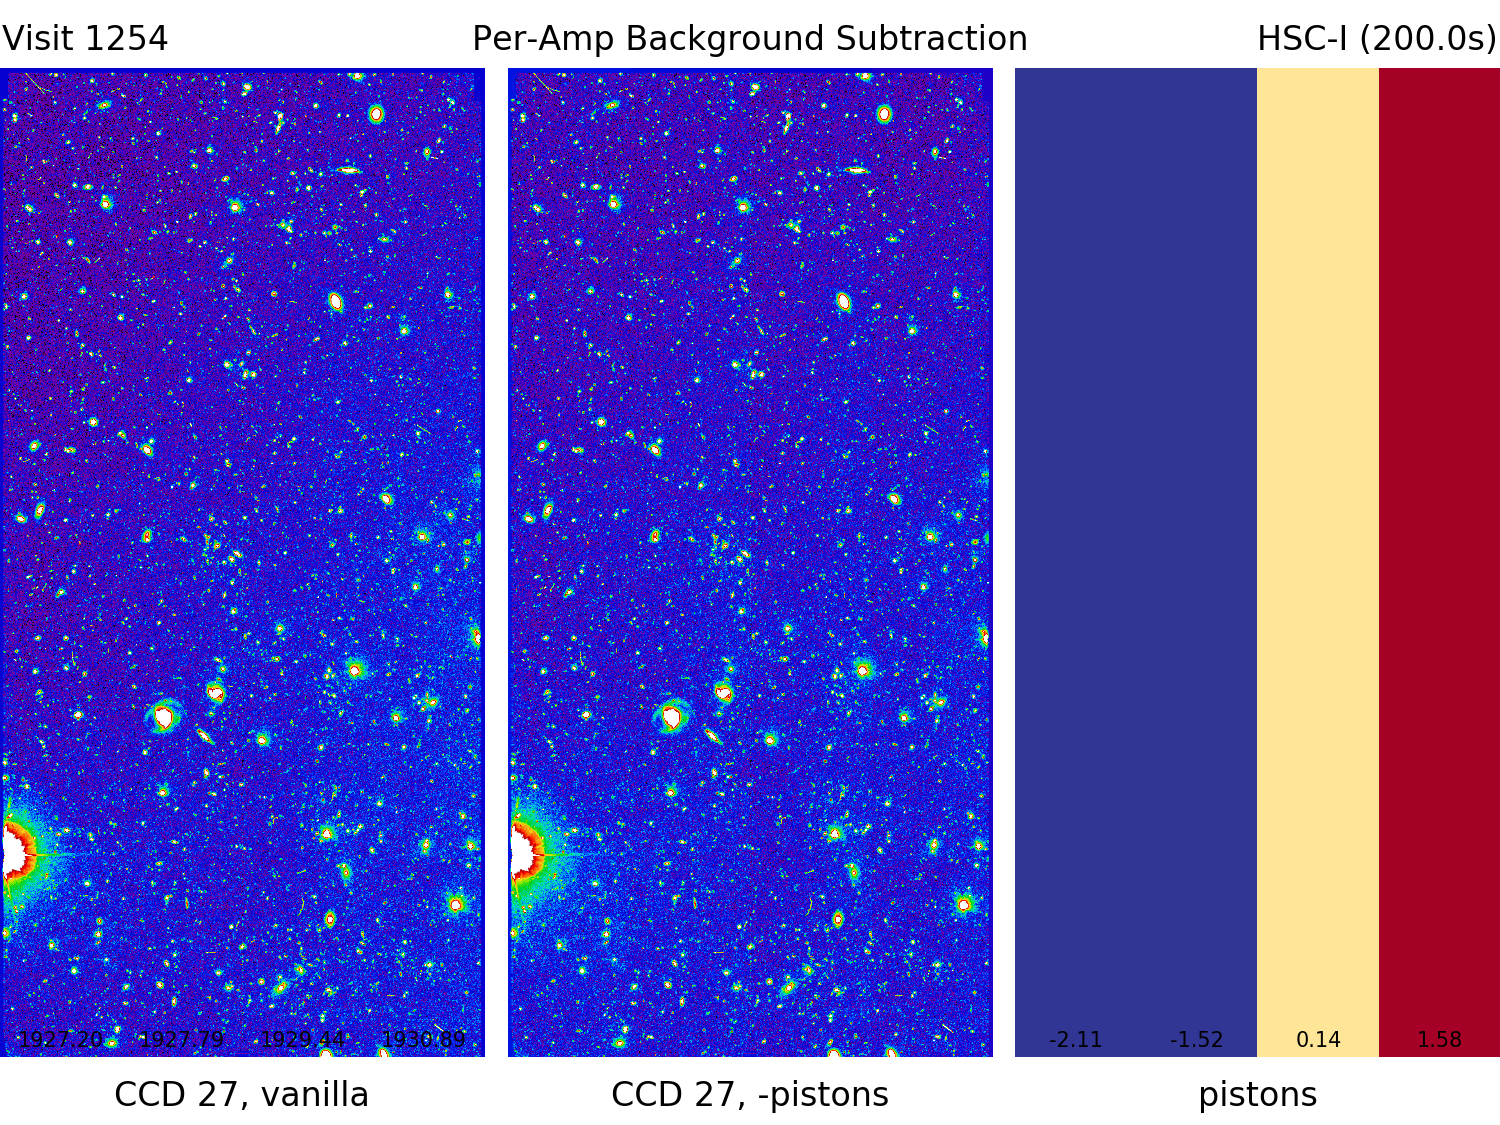 Visit 1254 Per-Amp Background Subtraction HSC-I (200.0s)
1927.20 1927.79 1929.44 1930.89 -2.11 -1.52 0.14 1.58
CCD 27, vanilla CCD 27, -pistons pistons